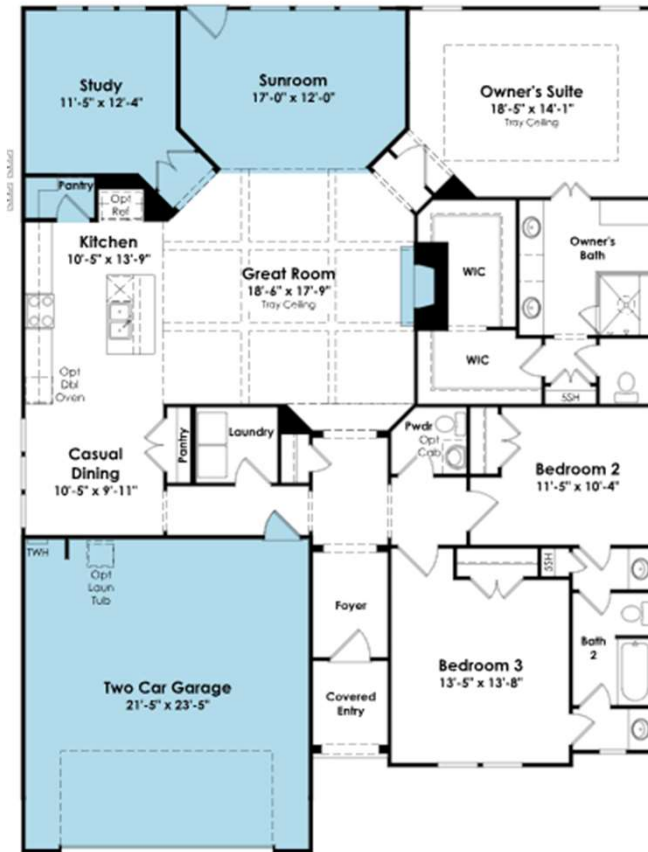 Study
11'-5" x 12'-4"
Sunroom
17'-0" x 12'-0"
Owner's Suite
18'-5" x 14'-1"
Tray Ceiling
Pantry
Opt
Ref
Kitchen
10'-5" x 13'-9"
Great Room
18'-6" x 17'-9"
Tray Ceiling
WIC
Owner's
Bath
WIC
Opt
Dbl
Oven
5SH
Casual
Dining
10'-5" x 9'-11"
Pantry
Laundry
Pwdr
Opt
Cab
Bedroom 2
11'-5" x 10'-4"
TWH
Opt
Laun
Tub
5SH
Foyer
Bath
2
Two Car Garage
21'-5" x 23'-5"
Covered
Entry
Bedroom 3
13'-5" x 13'-8"